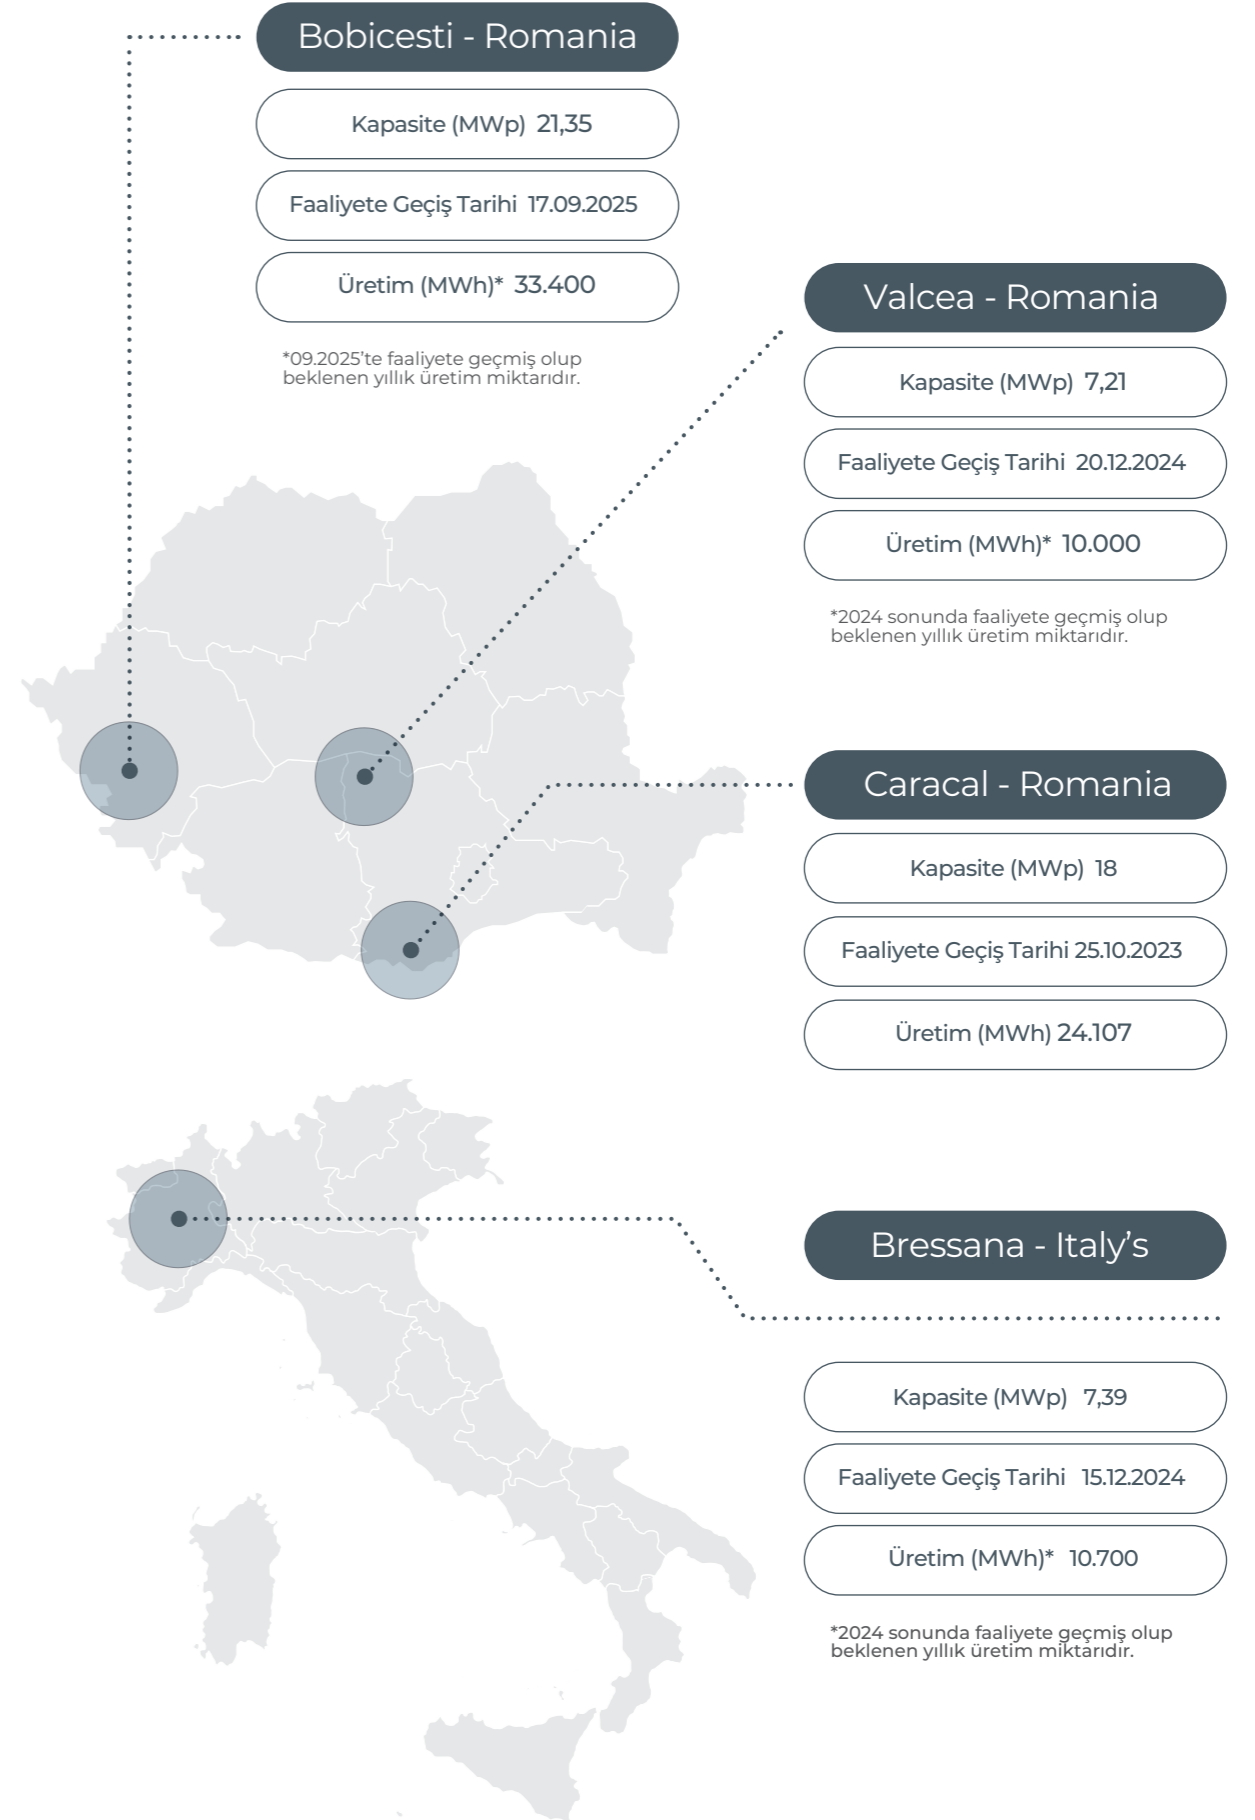 Bobicesti - Romania
Kapasite (MWp) 21,35
Faaliyete Geçiş Tarihi 17.09.2025
Üretim (MWh)* 33.400
*09.2025'te faaliyete geçmiş olup
beklenen yıllık üretim miktarıdır.
Valcea - Romania
Kapasite (MWp) 7,21
Faaliyete Geçiş Tarihi 20.12.2024
Üretim (MWh)* 10.000
*2024 sonunda faaliyete geçmiş olup
beklenen yıllık üretim miktarıdır.
Caracal - Romania
Kapasite (MWp) 18
Faaliyete Geçiş Tarihi 25.10.2023
Üretim (MWh) 24.107
Bressana - Italy’s
Kapasite (MWp) 7,39
Faaliyete Geçiş Tarihi 15.12.2024
Üretim (MWh)* 10.700
*2024 sonunda faaliyete geçmiş olup
beklenen yıllık üretim miktarıdır.